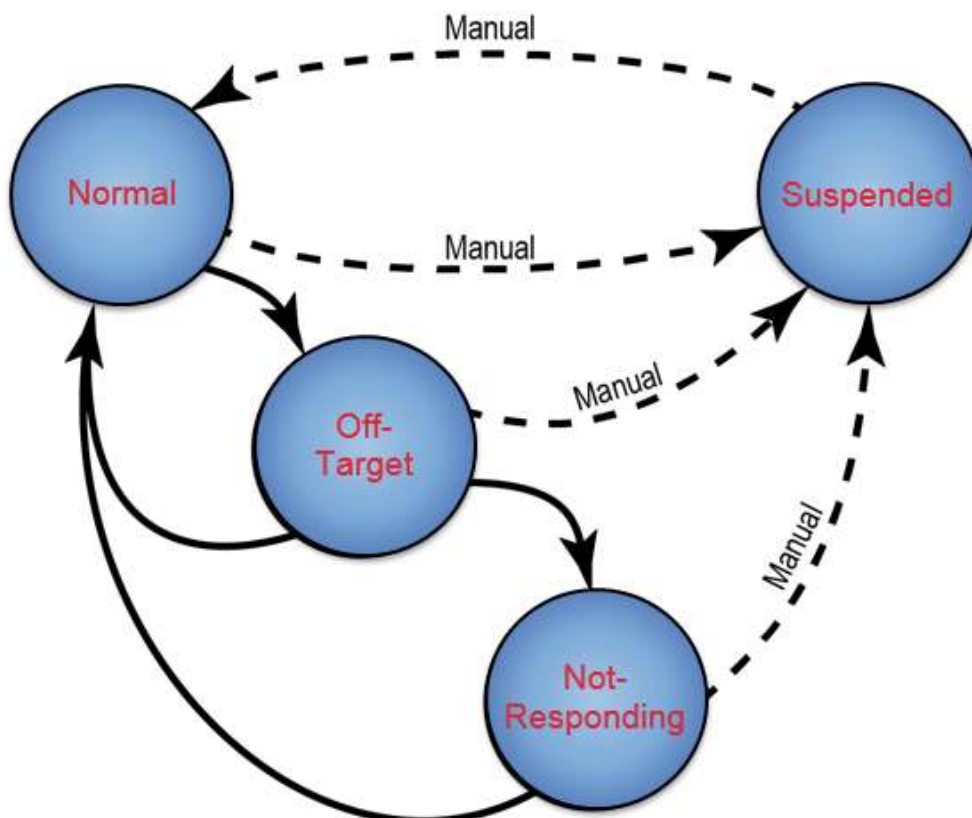 Manual
Normal
Suspended
Manual
Manual
Off-
Target
Manual
Not-
Responding